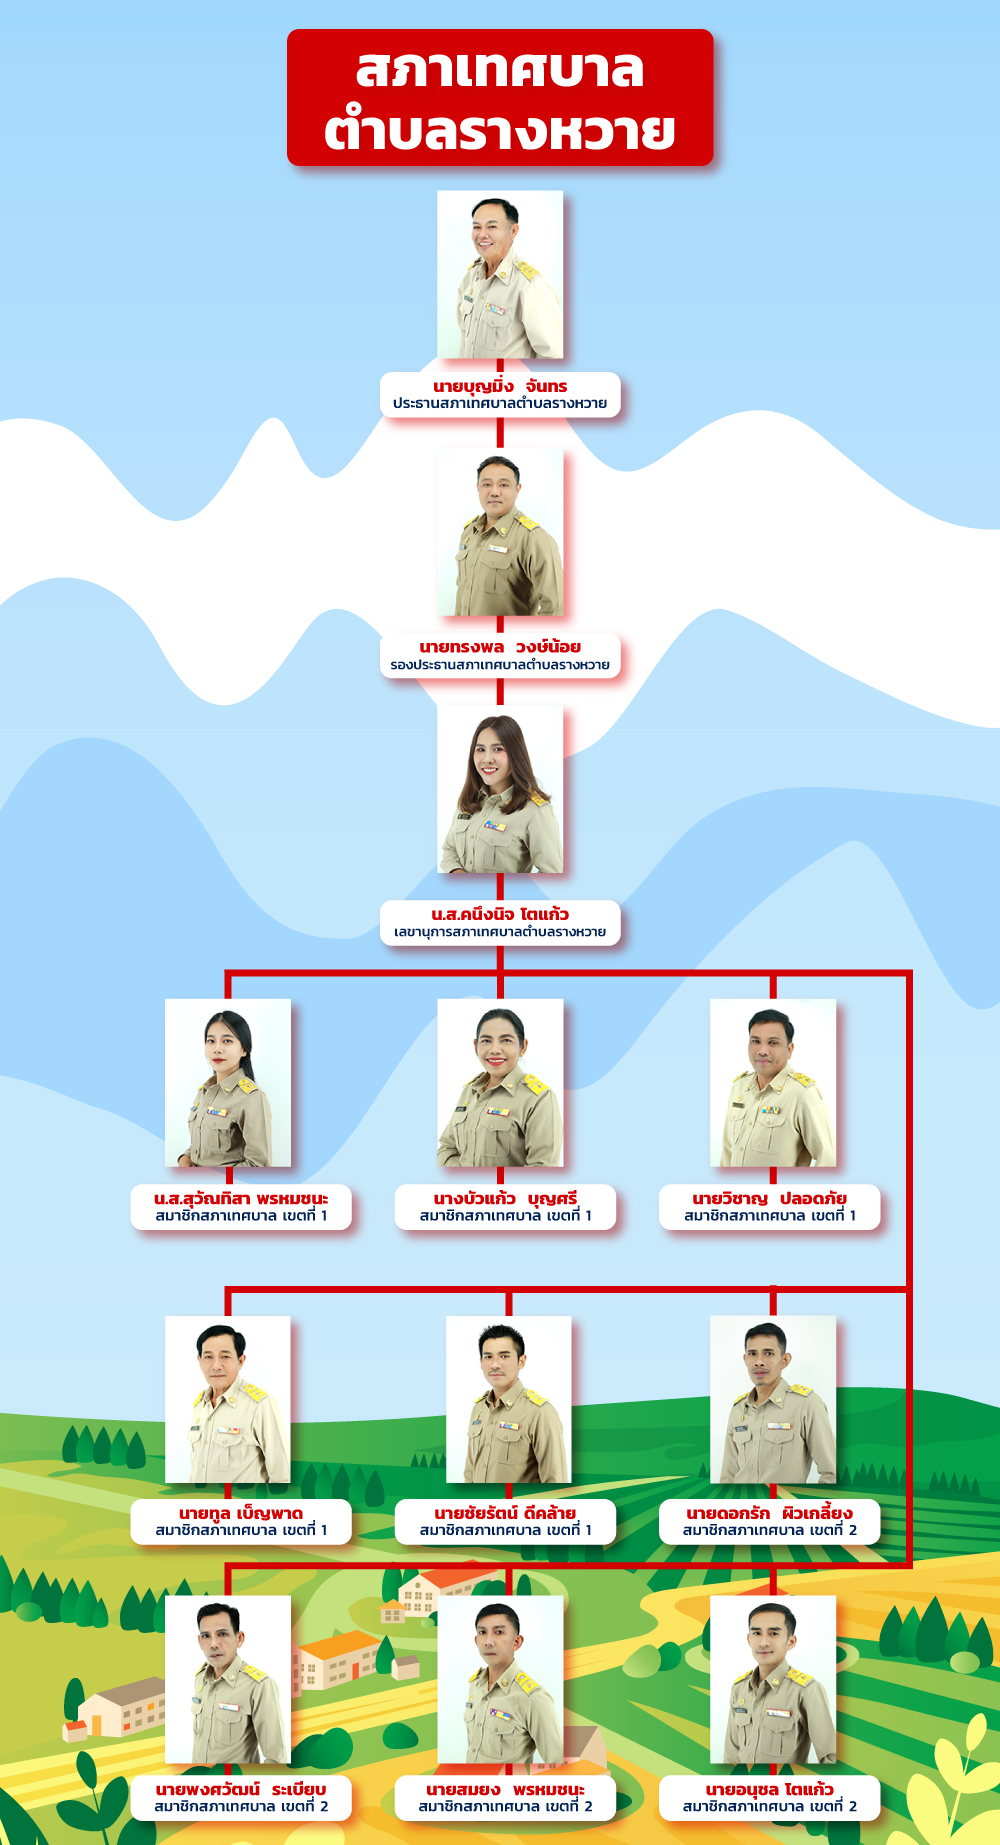 สภาเทศบาล
ตำบลรางหวาย
นายบุญมิ่ง จันทร
ประธานสภาเทศบาลตำบลรางหวาย
นายทรงพล วงษ์น้อย
รองประธานสภาเทศบาลตำบลรางหวาย
น.ส.คนึงนิจ โตแก้ว
เลขานุการสภาเทศบาลตำบลรางหวาย
น.ส.สุวัณทิสา พรหมชนะ
สมาชิกสภาเทศบาล เขตที่ 1
นางบัวแก้ว บุญศรี
สมาชิกสภาเทศบาล เขตที่ 1
นายวิชาญ ปลอดภัย
สมาชิกสภาเทศบาล เขตที่ 1
นายทูล เบ็ญพาด
สมาชิกสภาเทศบาล เขตที่ 1
นายชัยรัตน์ ดีคล้าย
สมาชิกสภาเทศบาล เขตที่ 1
นายดอกรัก ผิวเกลี้ยง
สมาชิกสภาเทศบาล เขตที่ 2
นายพงศวัฒน์ ระเบียบ
สมาชิกสภาเทศบาล เขตที่ 2
นายสมยง พรหมชนะ
สมาชิกสภาเทศบาล เขตที่ 2
นายอนุชล โตแก้ว
สมาชิกสภาเทศบาล เขตที่ 2